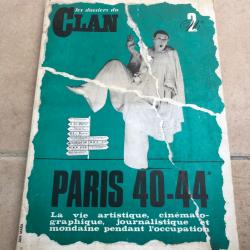 les dossiers du
CLAN
2
PARIS 40-44
La vie artistique, cinémato-
graphique, journalistique et
mondaine pendant l'occupation